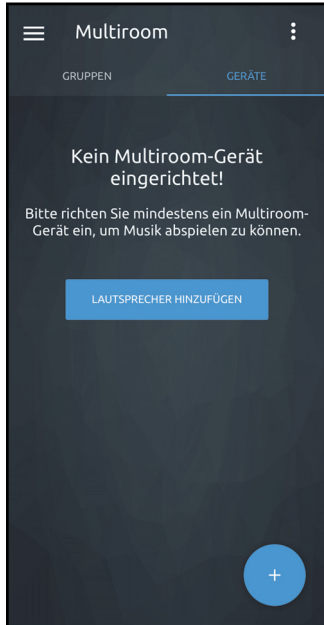 Multiroom
GRUPPEN
GERÄTE
Kein Multiroom-Gerät
eingerichtet!
Bitte richten Sie mindestens ein Multiroom-
Gerät ein, um Musik abspielen zu können.
LAUTSPRECHER HINZUFÜGEN
+